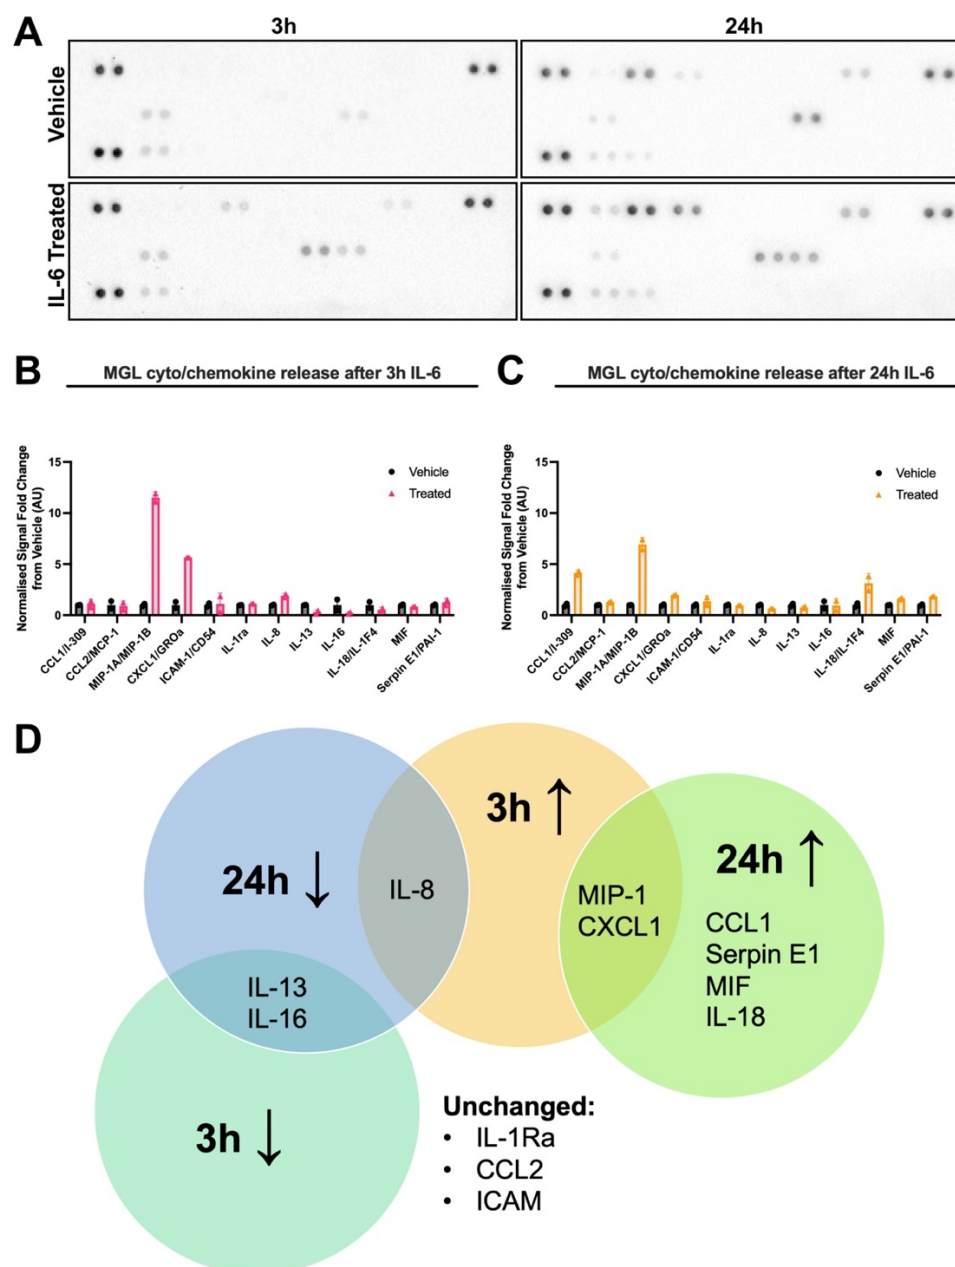 A
3h
24h
Vehicle
IL-6 Treated
B
MGL cyto/chemokine release after 3h IL-6
Normalised Signal Fold Change
from Vehicle (AU)
15
10
5
0
Vehicle
Treated
CCL1/I-309
CCL2/MCP-1
MIP-1A/MIP-1B
CXCL1/GROa
ICAM-1/CD54
IL-1ra
IL-8
IL-13
IL-16
IL-18/IL-1F4
MIF
Serpin E1/PAI-1
C
MGL cyto/chemokine release after 24h IL-6
Normalised Signal Fold Change
from Vehicle (AU)
15
10
5
0
Vehicle
Treated
CCL1/I-309
CCL2/MCP-1
MIP-1A/MIP-1B
CXCL1/GROa
ICAM-1/CD54
IL-1ra
IL-8
IL-13
IL-16
IL-18/IL-1F4
MIF
Serpin E1/PAI-1
D
24h ↓
IL-8
3h ↑
MIP-1
CXCL1
24h ↑
CCL1
Serpin E1
MIF
IL-18
IL-13
IL-16
3h ↓
Unchanged:
• IL-1Ra
• CCL2
• ICAM